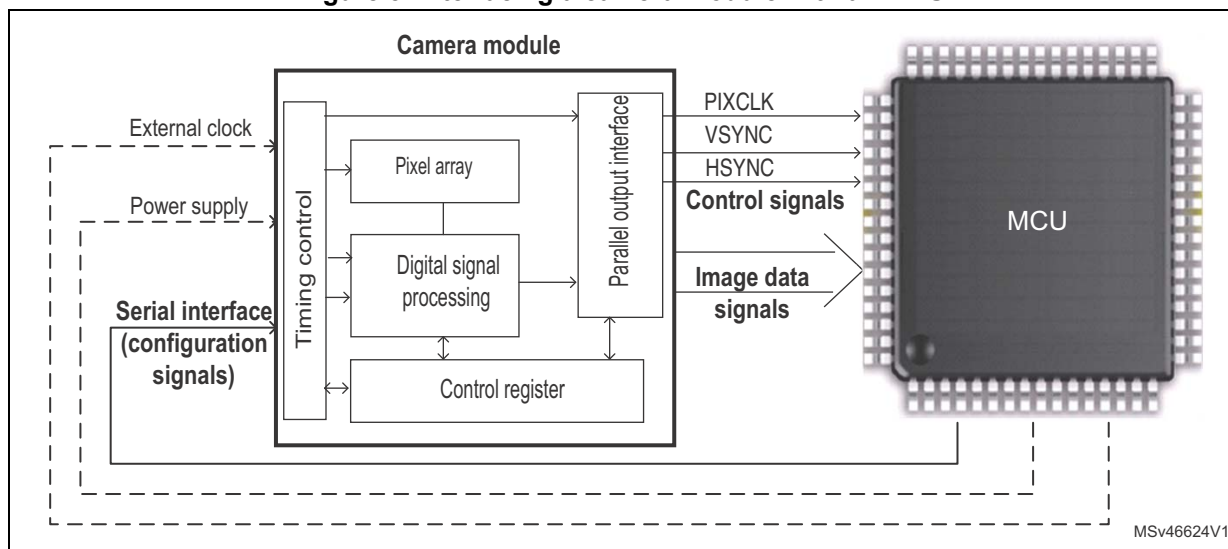 Camera module
External clock
Power supply
Serial interface
(configuration
signals)
Timing control
Pixel array
Digital signal
processing
Control register
Parallel output interface
PIXCLK
VSYNC
HSYNC
Control signals
Image data
signals
MCU
MSv46624V1